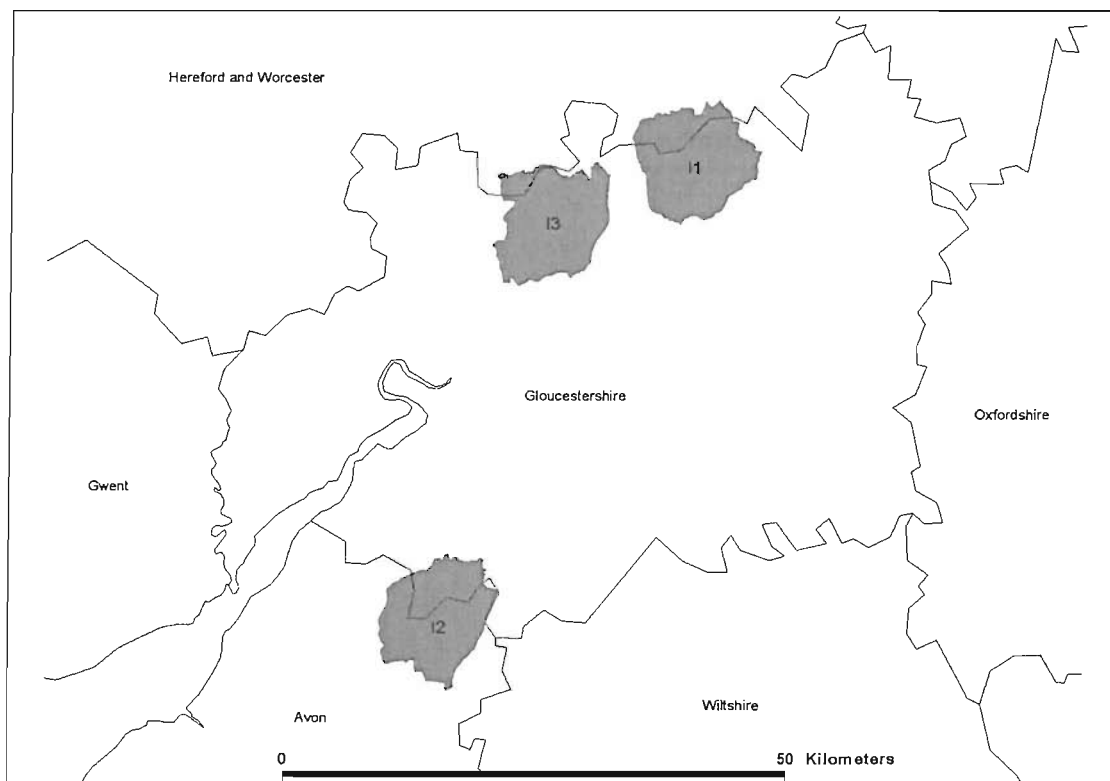 Hereford and Worcester
I1
I3
Gloucestershire
Oxfordshire
Gwent
I2
Wiltshire
Avon
0 50 Kilometers